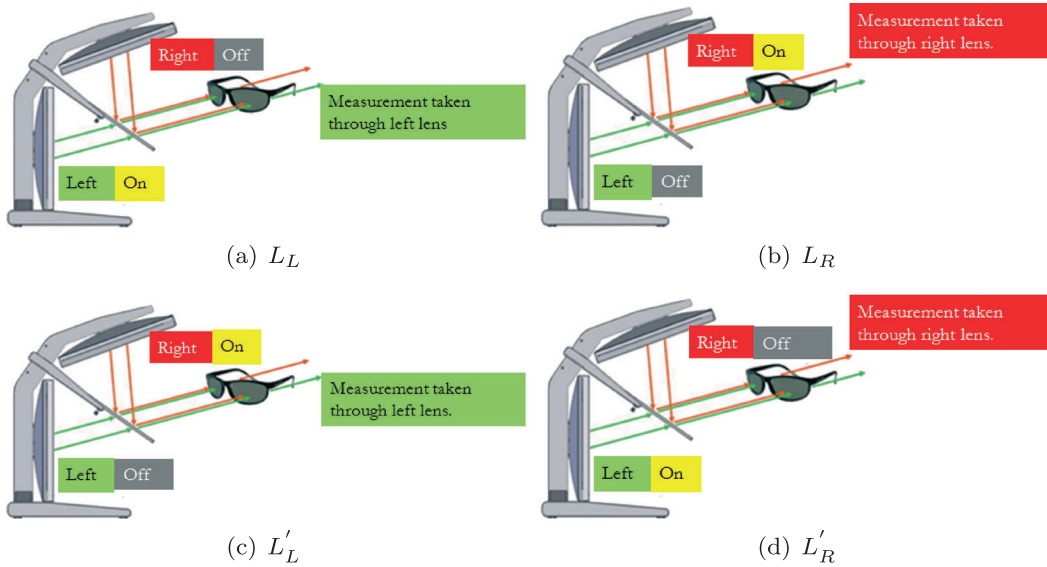 Right Off
Measurement taken
through left lens
Left On
(a) L_L
Measurement taken
through right lens.
Right On
Left Off
(b) L_R
Right On
Measurement taken
through left lens.
Left Off
(c) L'_L
Measurement taken
through right lens.
Right Off
Left On
(d) L'_R